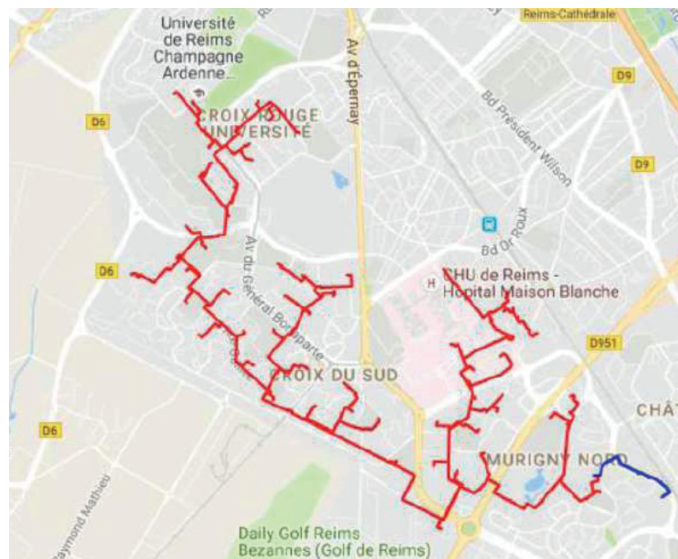 Reims-Cathédrale
Université
de Reims
Champagne
Ardenne...
Av d'Épernay
D9
D6
CROIX ROUGE
UNIVERSITÉ
Bd Président Wilson
D9
Bd Dr Roux
D6
Av du Général Bonaparte
H
CHU de Reims -
Hôpital Maison Blanche
D951
CROIX DU SUD
CHÂT
D6
MURIGNY NORD
Raymond Mathieu
Daily Golf Reims
Bezannes (Golf de Reims)